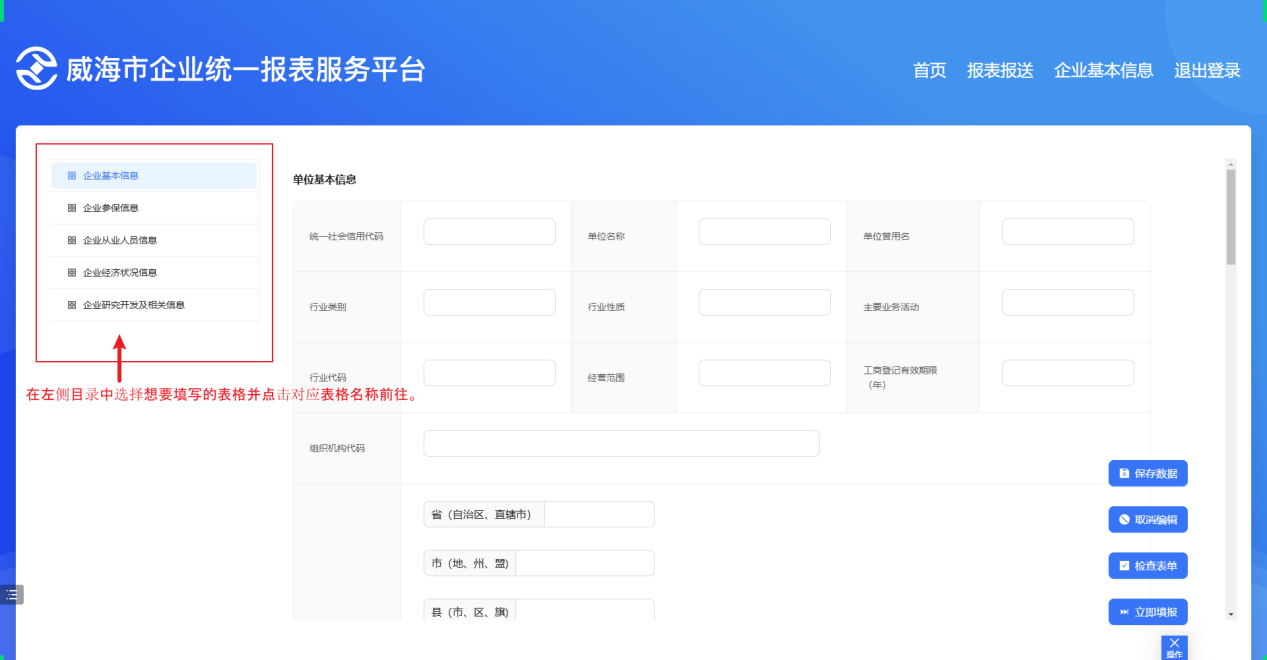 威海市企业统一报表服务平台
首页 报表报送 企业基本信息 退出登录
企业基本信息
企业参保信息
企业从业人员信息
企业经济状况信息
企业研究开发及相关信息
在左侧目录中选择想要填写的表格并点击对应表格名称前往。
单位基本信息
统一社会信用代码 单位名称 单位曾用名
行业类别 行业性质 主要业务活动
行业代码 经营范围 工商登记有效期限
（年）
组织机构代码
省（自治区、直辖市）
市（地、州、盟)
县（市、区、旗)
保存数据
取消编辑
检查表单
立即填报
操作